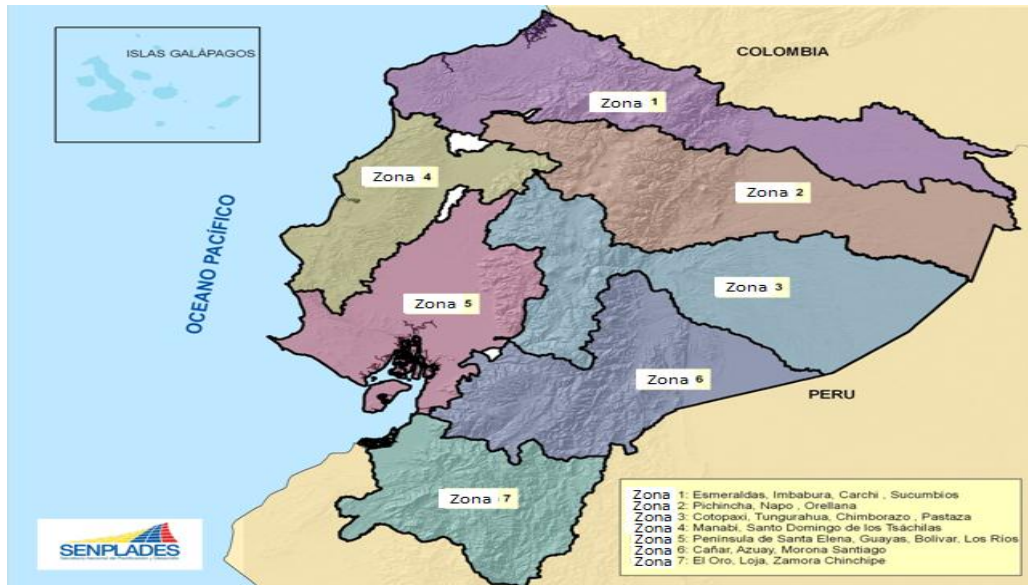 ISLAS GALÁPAGOS
COLOMBIA
Zona 1
Zona 4
Zona 2
OCEANO PACÍFICO
Zona 3
Zona 5
Zona 6
PERU
Zona 7
Zona 1: Esmeraldas, Imbabura, Carchi , Sucumbios
Zona 2: Pichincha, Napo , Orellana
Zona 3: Cotopaxi, Tungurahua, Chimborazo , Pastaza
Zona 4: Manabí, Santo Domingo de los Tsáchilas
Zona 5: Península de Santa Elena, Guayas, Bolivar, Los Ríos
Zona 6: Cañar, Azuay, Morona Santiago
Zona 7: El Oro, Loja, Zamora Chinchipe
SENPLADES